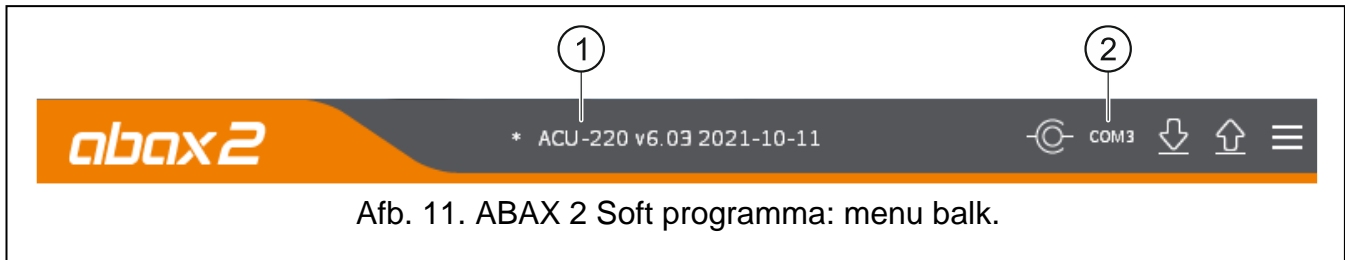 1
2
abax2
* ACU-220 v6.03 2021-10-11
COM3
Afb. 11. ABAX 2 Soft programma: menu balk.